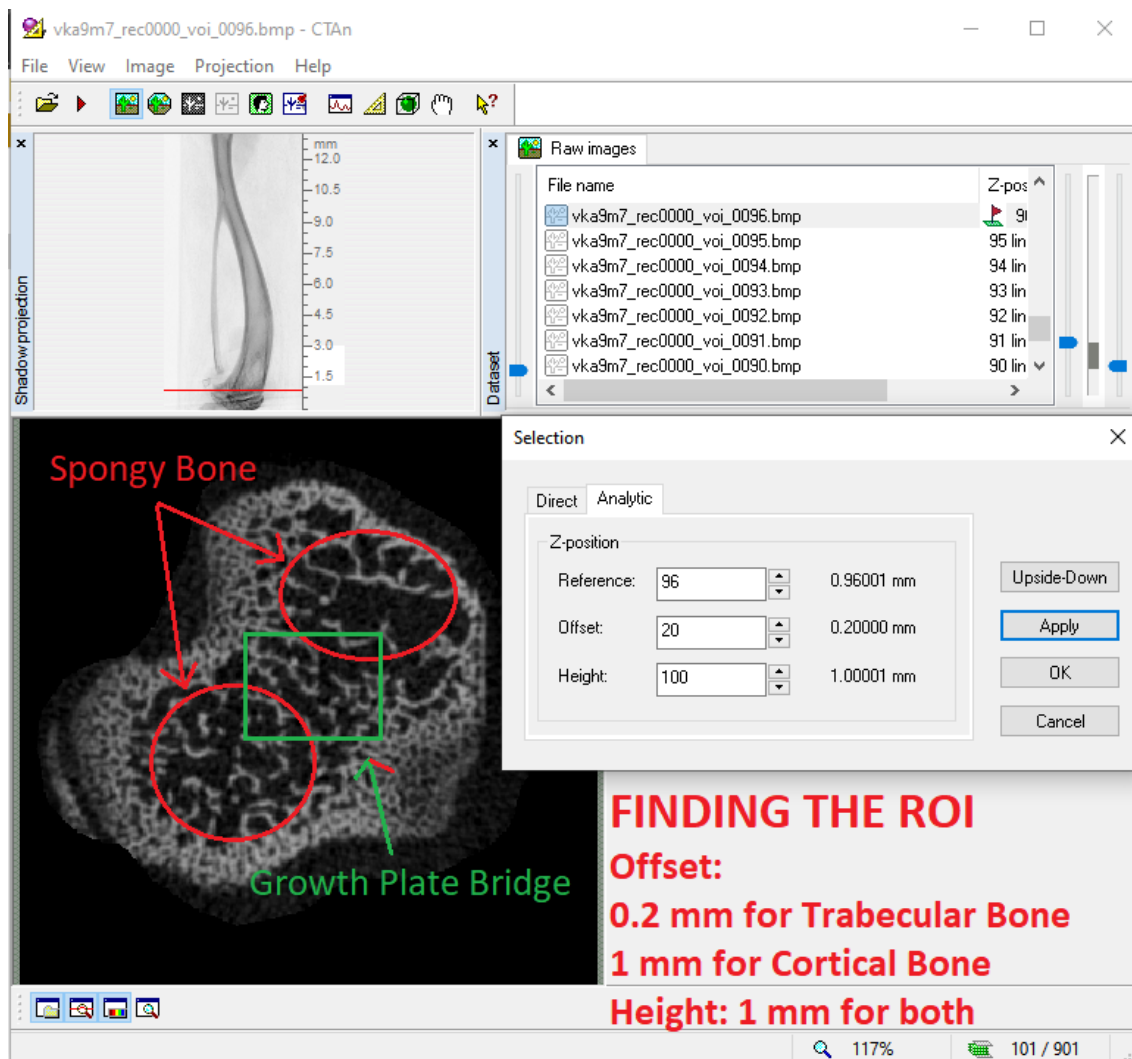 vka9m7_rec0000_voi_0096.bmp - CTAn
File View Image Projection Help
Shadow projection
mm
12.0
10.5
9.0
7.5
6.0
4.5
3.0
1.5
Dataset
Raw images
File name Z-pos
vka9m7_rec0000_voi_0096.bmp
vka9m7_rec0000_voi_0095.bmp 95 lin
vka9m7_rec0000_voi_0094.bmp 94 lin
vka9m7_rec0000_voi_0093.bmp 93 lin
vka9m7_rec0000_voi_0092.bmp 92 lin
vka9m7_rec0000_voi_0091.bmp 91 lin
vka9m7_rec0000_voi_0090.bmp 90 lin
Spongy Bone
Growth Plate Bridge
Selection
Direct Analytic
Z-position
Reference: 96 0.96001 mm
Offset: 20 0.20000 mm
Height: 100 1.00001 mm
Upside-Down
Apply
OK
Cancel
FINDING THE ROI
Offset:
0.2 mm for Trabecular Bone
1 mm for Cortical Bone
Height: 1 mm for both
117% 101 / 901